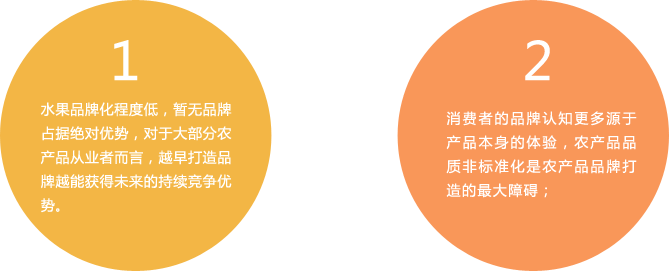 1
水果品牌化程度低，暂无品牌
占据绝对优势，对于大部分农
产品从业者而言，越早打造品
牌越能获得未来的持续竞争优
势。
2
消费者的品牌认知更多源于
产品本身的体验，农产品品
质非标准化是农产品品牌打
造的最大障碍；